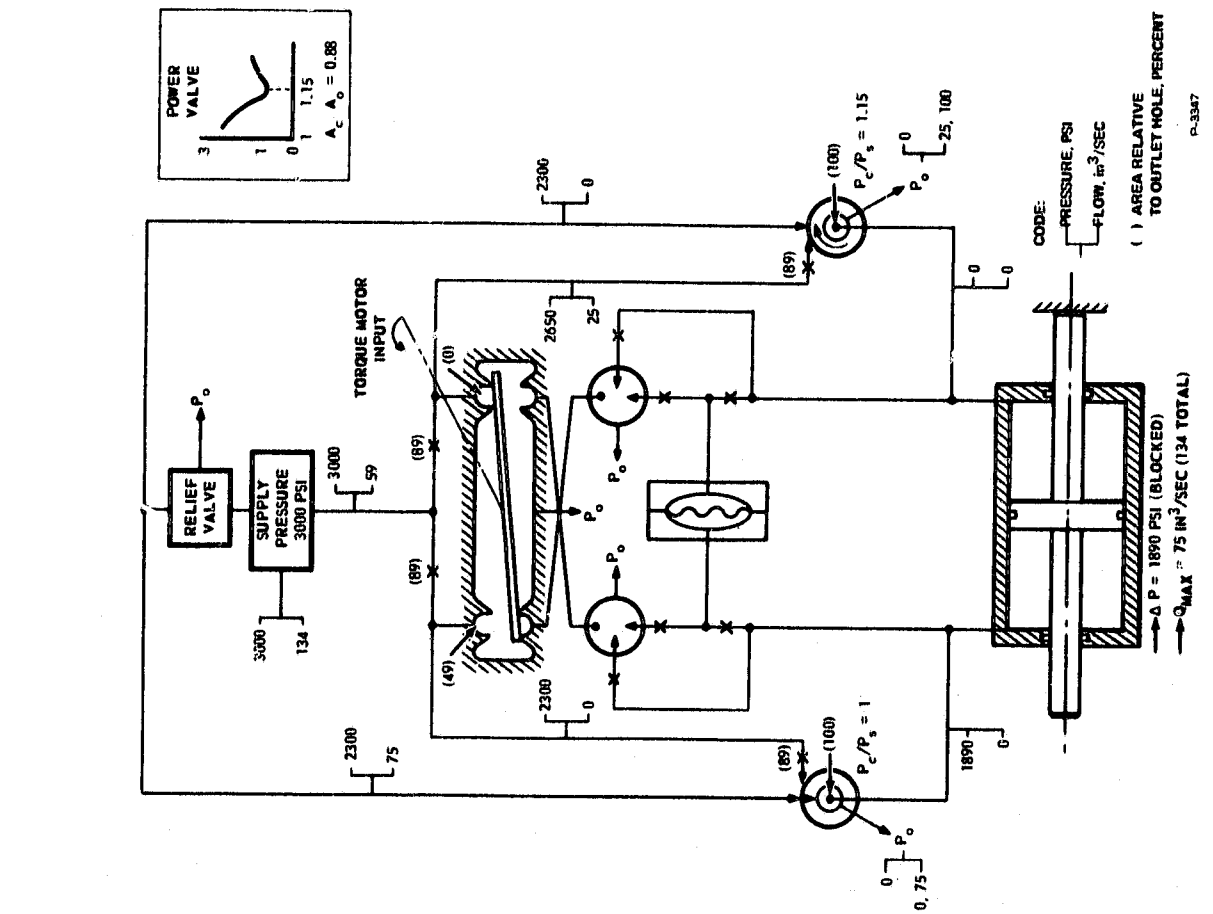 POWER
VALVE
3
1
0
1
1.15
A_c A_o = 0.88
RELIEF
VALVE
P_o
SUPPLY
PRESSURE
3000 PSI
3000
134
3000
59
2300
0
2300
75
TORQUE MOTOR
INPUT
(89)
(89)
(0)
(49)
P_o
2650
25
2300
0
P_o
P_o
(89)
(100)
P_c/P_s = 1.15
P_o
0
25, 100
(89)
(100)
P_c/P_s = 1
P_o
0
0, 75
0
0
1890
0
CODE:
PRESSURE, PSI
FLOW, in³/SEC
( ) AREA RELATIVE
TO OUTLET HOLE, PERCENT
Δ P = 1890 PSI (BLOCKED)
Q_MAX = 75 IN³/SEC (134 TOTAL)
P-3347